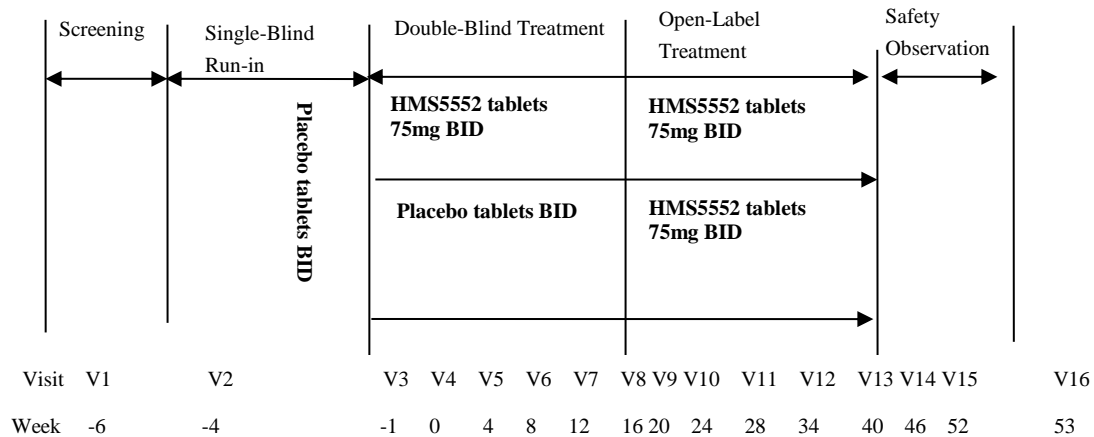 Screening
Single-Blind
Run-in
Double-Blind Treatment
Open-Label
Treatment
Safety
Observation
Placebo tablets BID
HMS5552 tablets
75mg BID
HMS5552 tablets
75mg BID
Placebo tablets BID
HMS5552 tablets
75mg BID
Visit V1 V2 V3 V4 V5 V6 V7 V8 V9 V10 V11 V12 V13 V14 V15 V16
Week -6 -4 -1 0 4 8 12 16 20 24 28 34 40 46 52 53